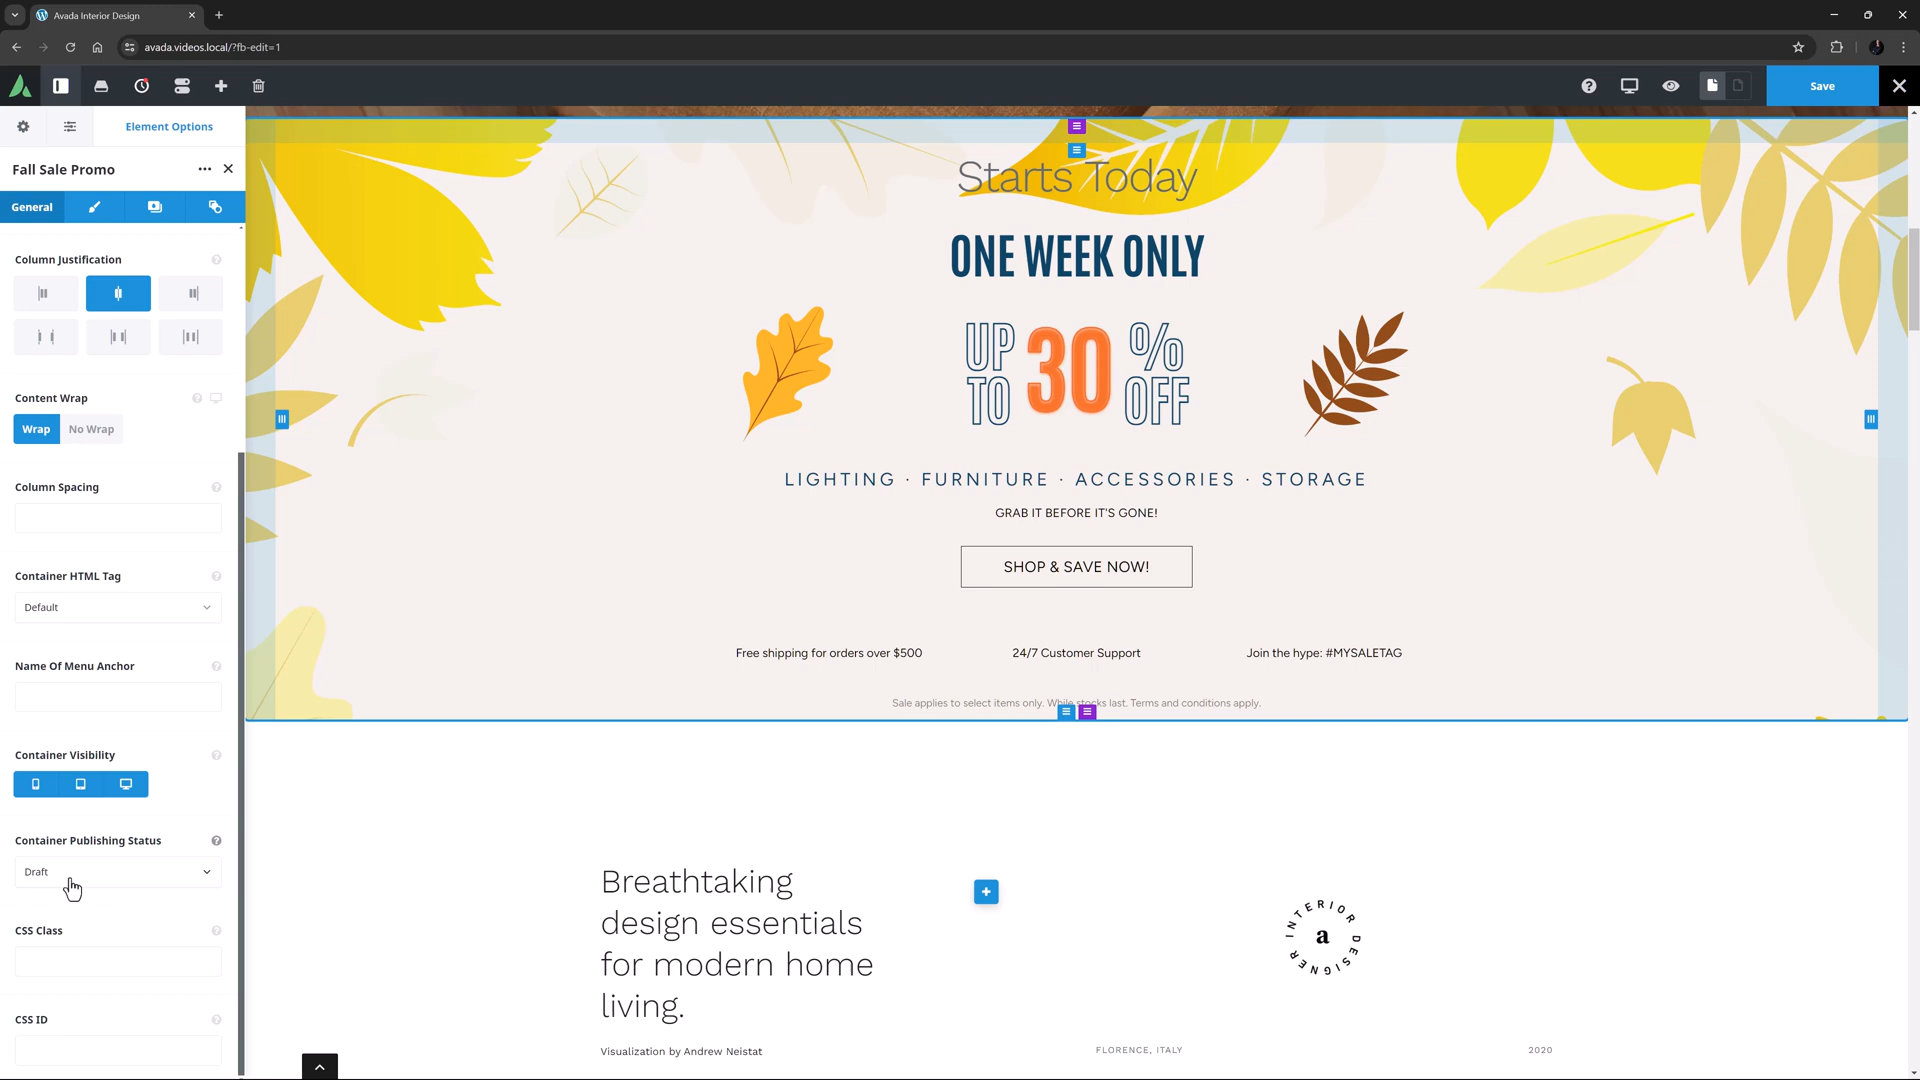 Avada Interior Design
avada.videos.local/?fb-edit=1
Save
Element Options
Fall Sale Promo
General
Column Justification
Content Wrap
Wrap
No Wrap
Column Spacing
Container HTML Tag
Default
Name Of Menu Anchor
Container Visibility
Container Publishing Status
Draft
CSS Class
CSS ID
Starts Today
ONE WEEK ONLY
UP TO 30 % OFF
LIGHTING · FURNITURE · ACCESSORIES · STORAGE
GRAB IT BEFORE IT'S GONE!
SHOP & SAVE NOW!
Free shipping for orders over $500
24/7 Customer Support
Join the hype: #MYSALETAG
Sale applies to select items only. While stocks last. Terms and conditions apply.
Breathtaking
design essentials
for modern home
living.
Visualization by Andrew Neistat
INTERIOR DESIGNER
a
FLORENCE, ITALY
2020